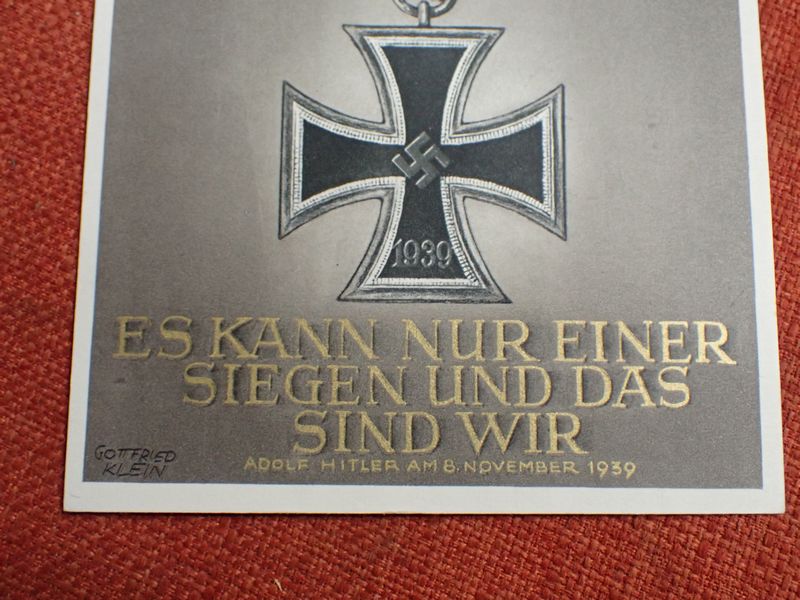 1939
ES KANN NUR EINER
SIEGEN UND DAS
SIND WIR
ADOLF HITLER AM 8. NOVEMBER 1939
GOTTFRIED
KLEIN